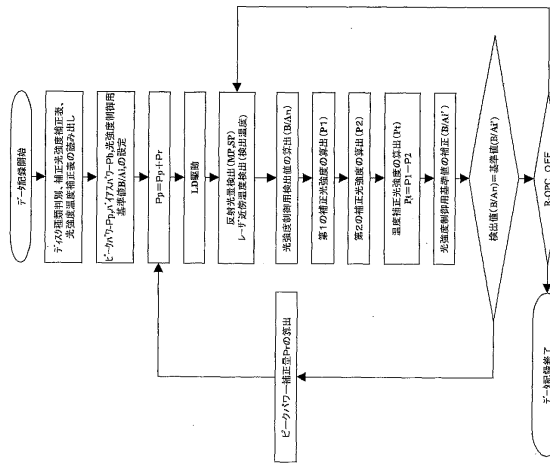 データ記録開始
ディスク種類判別、補正光強度補正表、
光強度温度補正表の読み出し
ピークパワーPp,バイアスパワーPb,光強度制御用
基準値B/Ai,の設定
Pp=Pp+Pr
LD駆動
反射光量検出(MP,SP)
レーザ近傍温度検出(検出温度)
光強度制御用検出値の算出(B/An)
第1の補正光強度の算出(P1)
第2の補正光強度の算出(P2)
温度補正光強度の算出(Pt)
Pt=P1-P2
光強度制御用基準値の補正(B/Ai')
検出値(B/An)=基準値(B/Ai')
ピークパワー補正量Prの算出
R-OPC OFF
データ記録終了